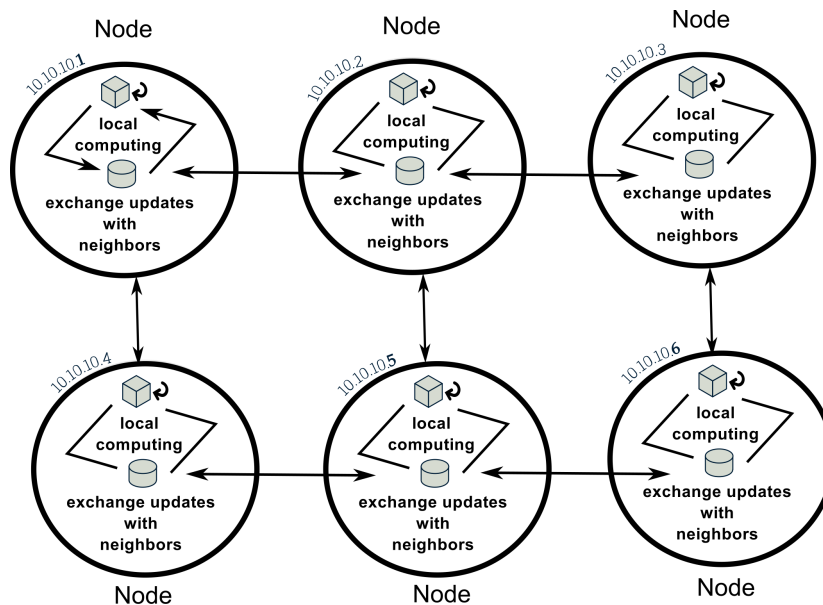 Node
Node
Node
10.10.10.1
local
computing
exchange updates
with
neighbors
10.10.10.2
local
computing
exchange updates
with
neighbors
10.10.10.3
local
computing
exchange updates
with
neighbors
10.10.10.4
local
computing
exchange updates
with
neighbors
10.10.10.5
local
computing
exchange updates
with
neighbors
10.10.10.6
local
computing
exchange updates
with
neighbors
Node
Node
Node